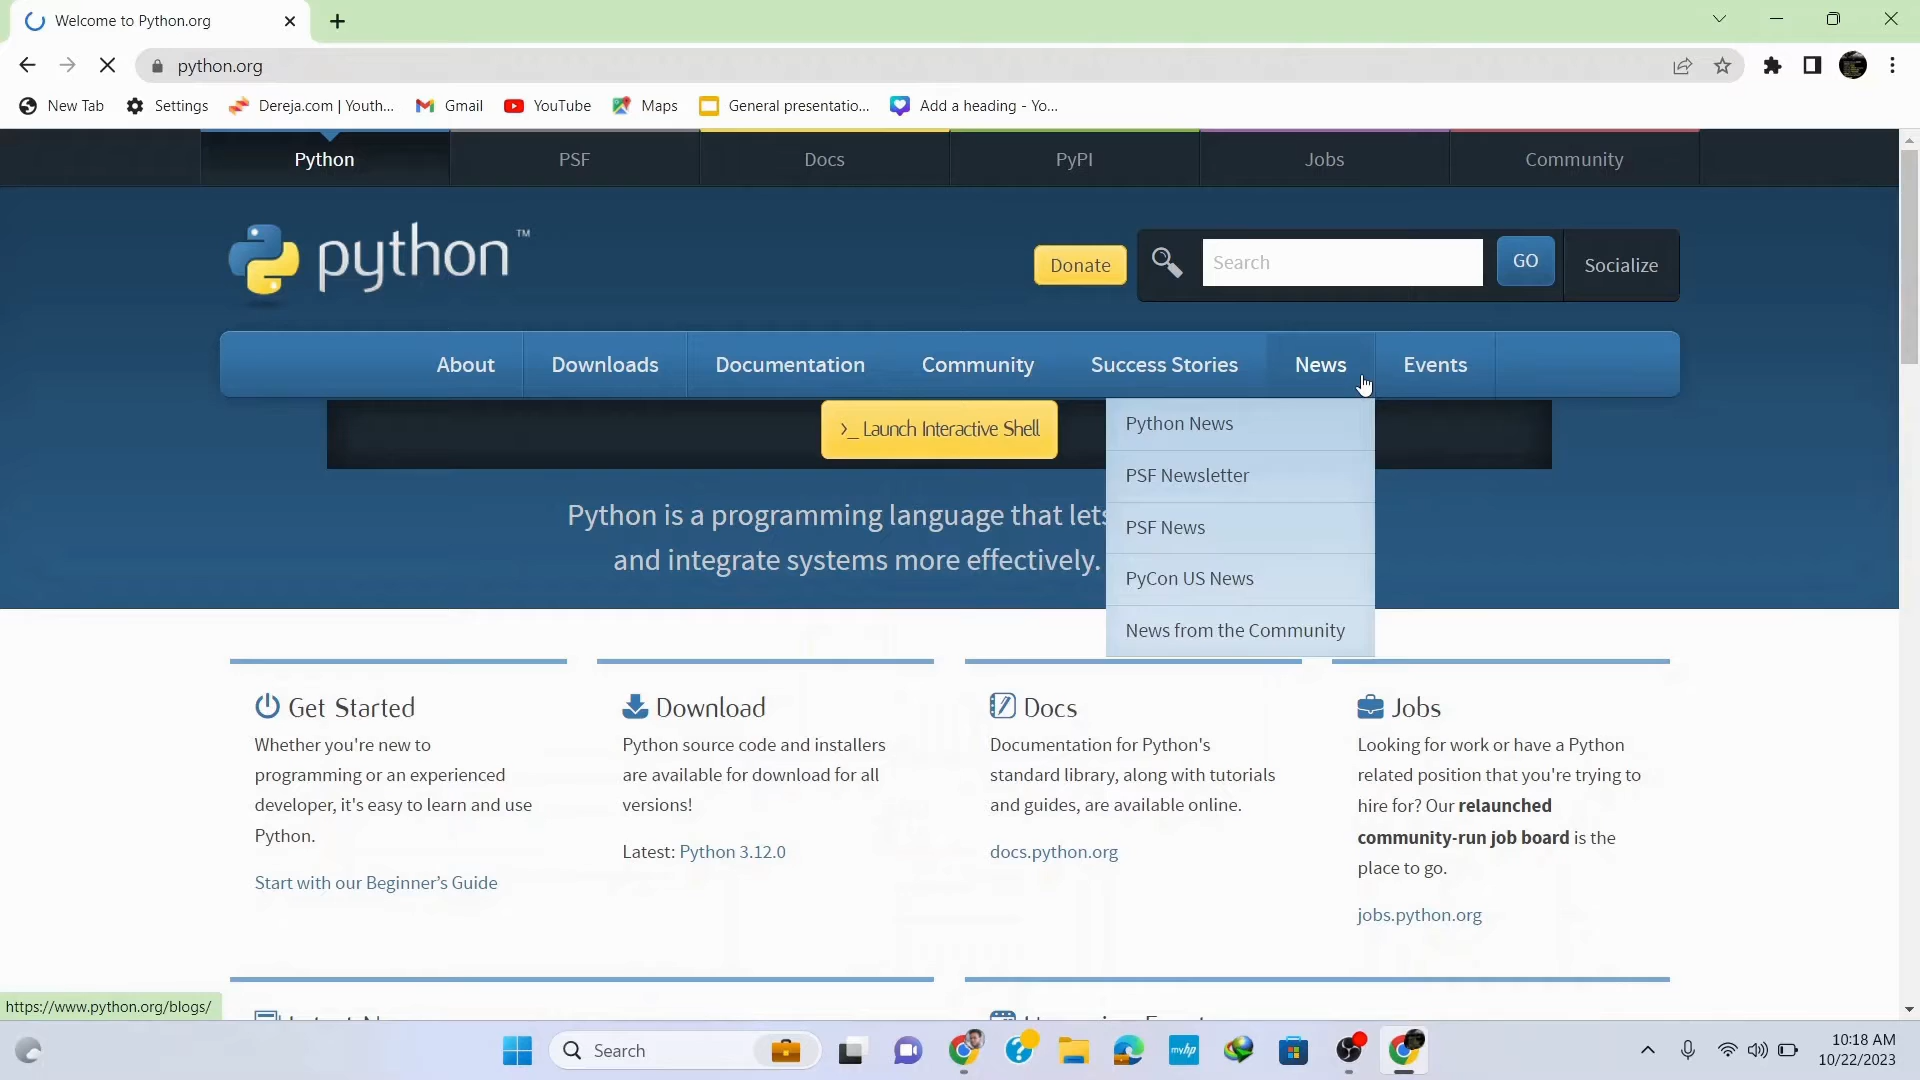 Welcome to Python.org
python.org
New Tab Settings Dereja.com | Youth... Gmail YouTube Maps General presentatio... Add a heading - Yo...
Python PSF Docs PyPI Jobs Community
python™
Donate Search GO Socialize
About Downloads Documentation Community Success Stories News Events
>_ Launch Interactive Shell
Python News
PSF Newsletter
PSF News
PyCon US News
News from the Community
Python is a programming language that lets
and integrate systems more effectively.
Get Started
Whether you're new to
programming or an experienced
developer, it's easy to learn and use
Python.
Start with our Beginner's Guide
Download
Python source code and installers
are available for download for all
versions!
Latest: Python 3.12.0
Docs
Documentation for Python's
standard library, along with tutorials
and guides, are available online.
docs.python.org
Jobs
Looking for work or have a Python
related position that you're trying to
hire for? Our relaunched
community-run job board is the
place to go.
jobs.python.org
https://www.python.org/blogs/
Search
myhp
10:18 AM
10/22/2023